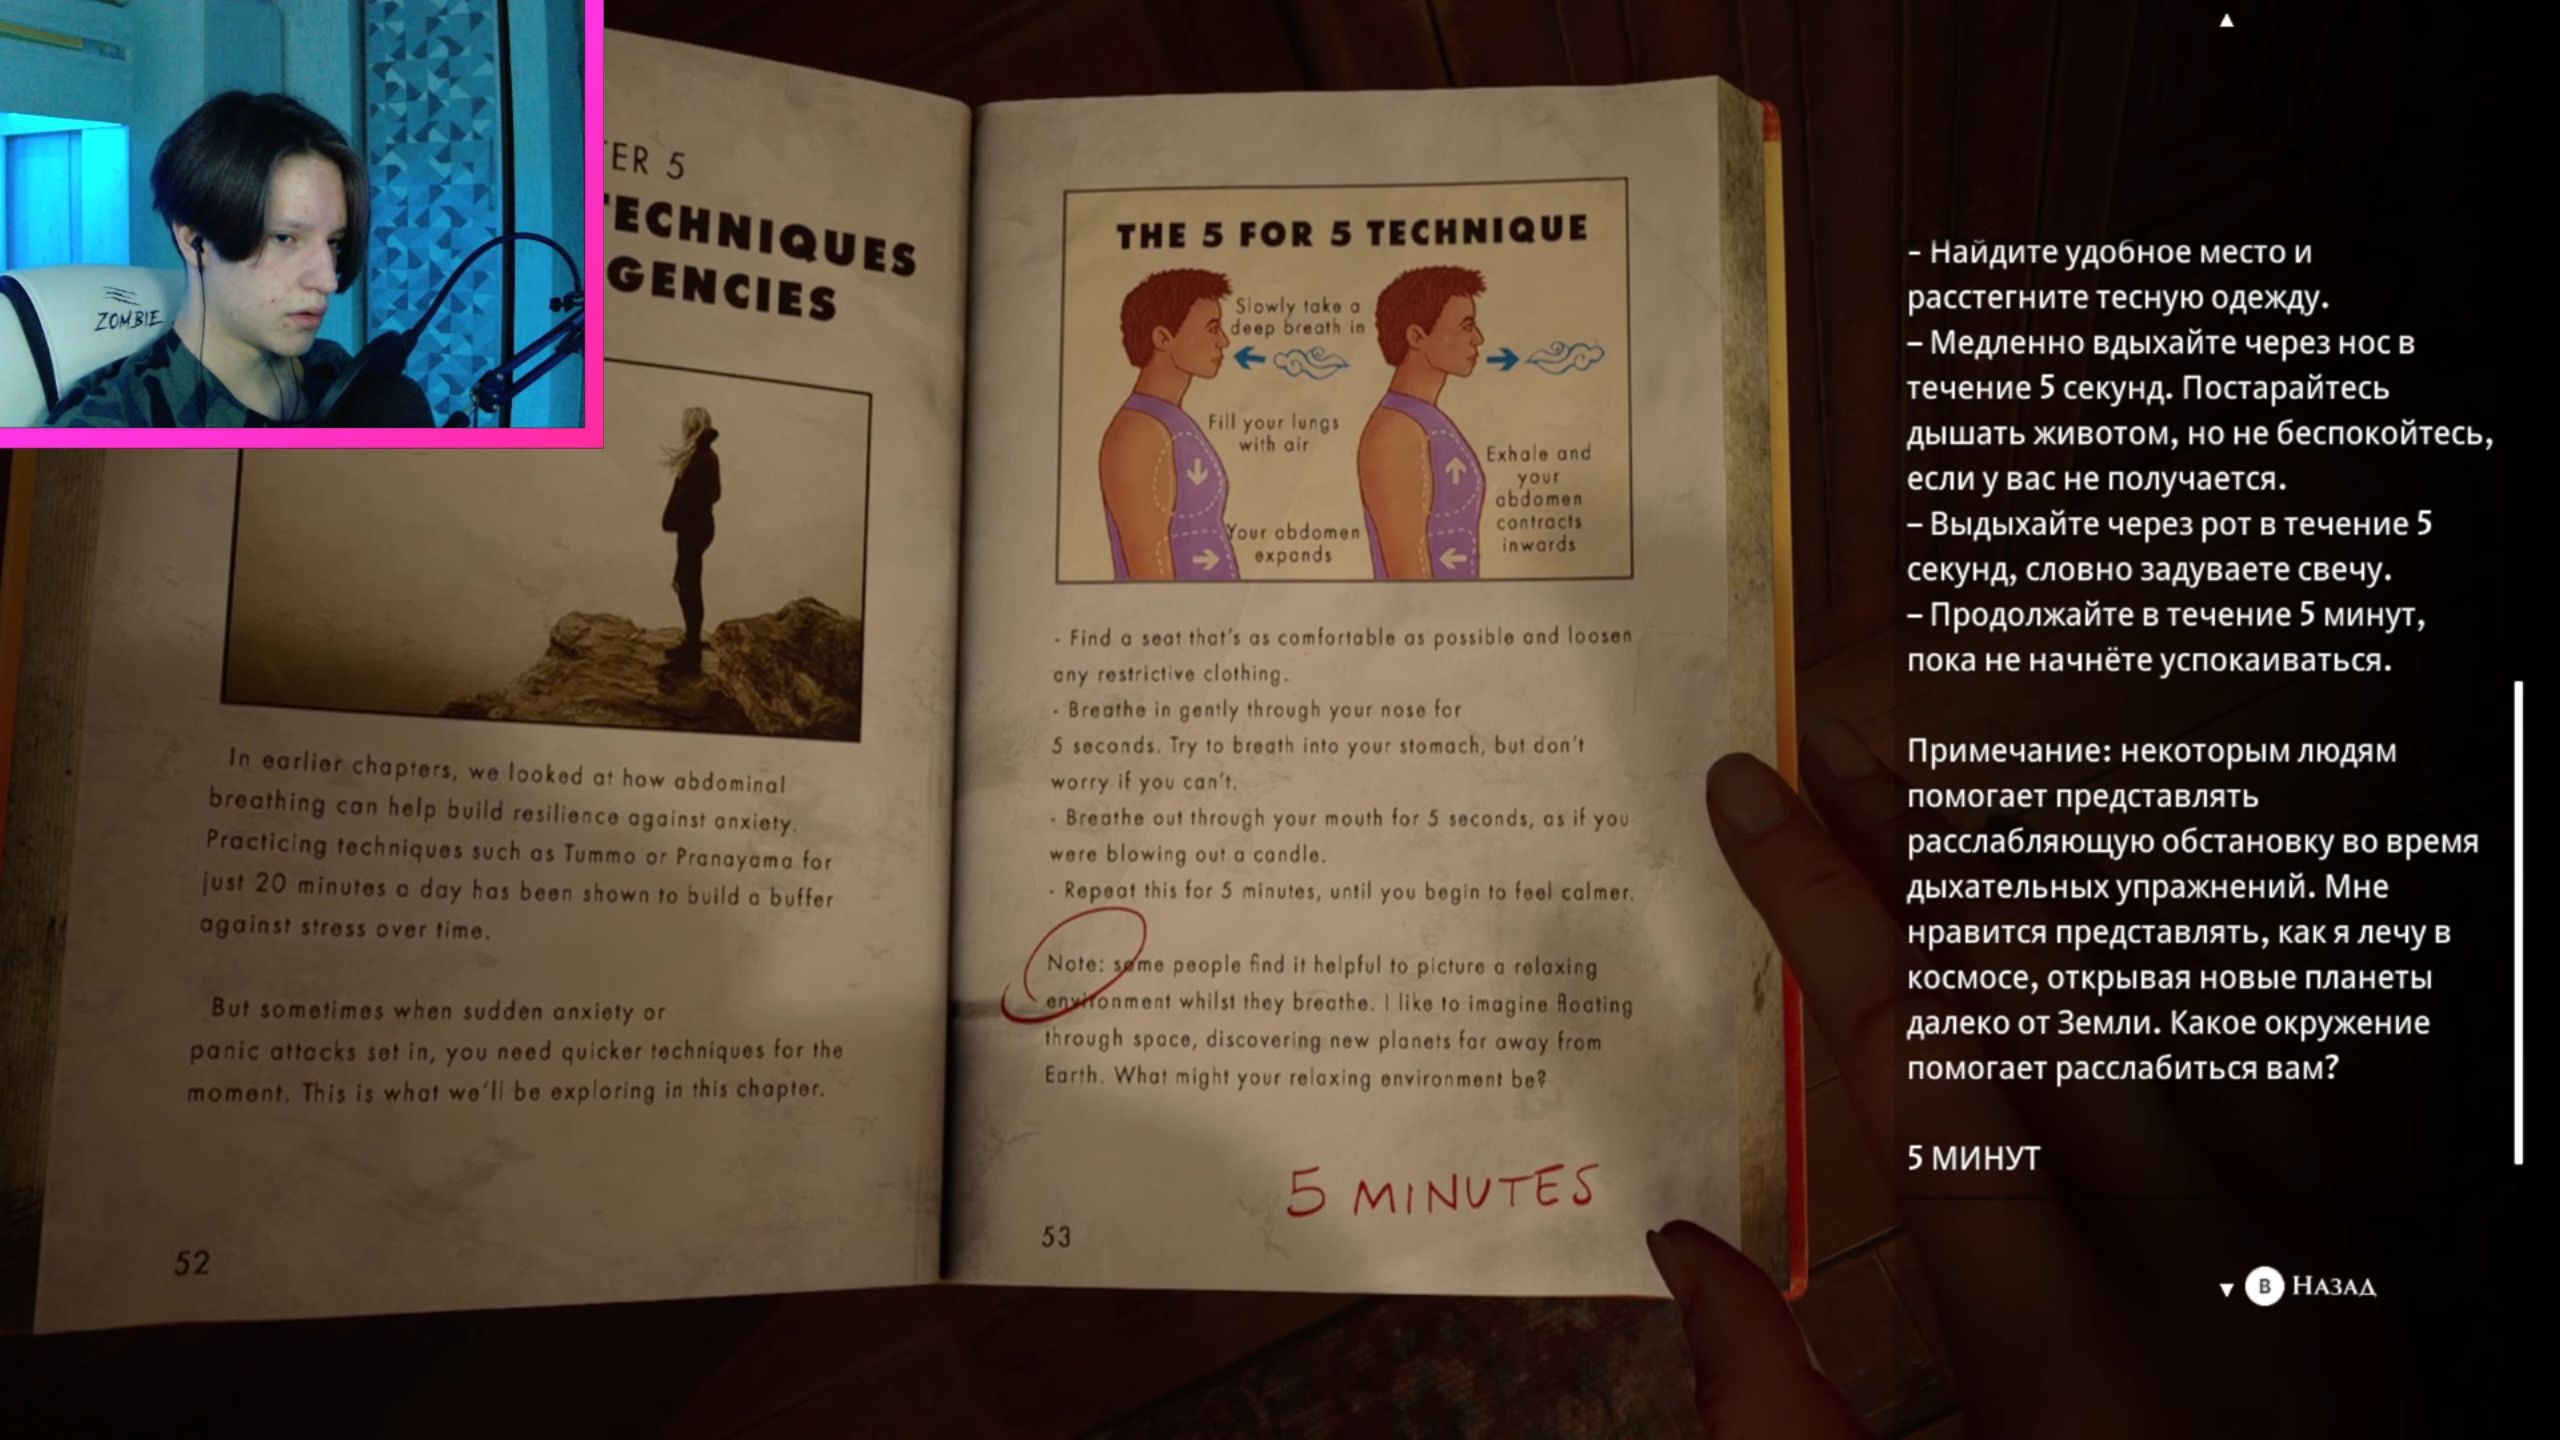 ZOMBIE
TER 5
TECHNIQUES
GENCIES
In earlier chapters, we looked at how abdominal
breathing can help build resilience against anxiety.
Practicing techniques such as Tummo or Pranayama for
just 20 minutes a day has been shown to build a buffer
against stress over time.
But sometimes when sudden anxiety or
panic attacks set in, you need quicker techniques for the
moment. This is what we'll be exploring in this chapter.
52
THE 5 FOR 5 TECHNIQUE
Slowly take a
deep breath in
Fill your lungs
with air
Your abdomen
expands
Exhale and
your
abdomen
contracts
inwards
- Find a seat that's as comfortable as possible and loosen
any restrictive clothing.
- Breathe in gently through your nose for
5 seconds. Try to breath into your stomach, but don't
worry if you can't.
- Breathe out through your mouth for 5 seconds, as if you
were blowing out a candle.
- Repeat this for 5 minutes, until you begin to feel calmer.
Note: some people find it helpful to picture a relaxing
environment whilst they breathe. I like to imagine floating
through space, discovering new planets far away from
Earth. What might your relaxing environment be?
5 MINUTES
53
– Найдите удобное место и
расстегните тесную одежду.
– Медленно вдыхайте через нос в
течение 5 секунд. Постарайтесь
дышать животом, но не беспокойтесь,
если у вас не получается.
– Выдыхайте через рот в течение 5
секунд, словно задуваете свечу.
– Продолжайте в течение 5 минут,
пока не начнёте успокаиваться.
Примечание: некоторым людям
помогает представлять
расслабляющую обстановку во время
дыхательных упражнений. Мне
нравится представлять, как я лечу в
космосе, открывая новые планеты
далеко от Земли. Какое окружение
помогает расслабиться вам?
5 МИНУТ
B НАЗАД